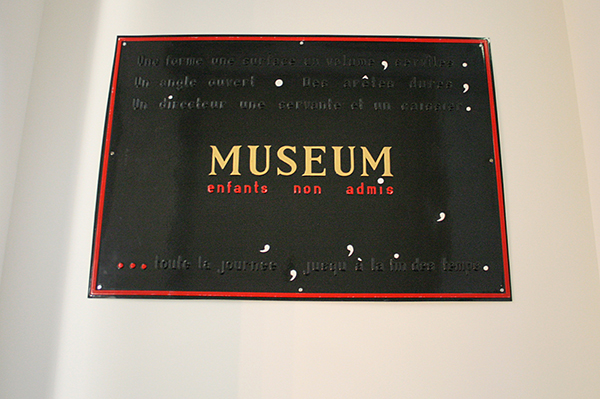 Une forme une surface un volume , serviles .
Un angle ouvert . Des arêtes dures ,
Un directeur une servante et un caissier .
MUSEUM
enfants non admis .
,
, ,
... toute la journée , jusqu'à la fin des temps .